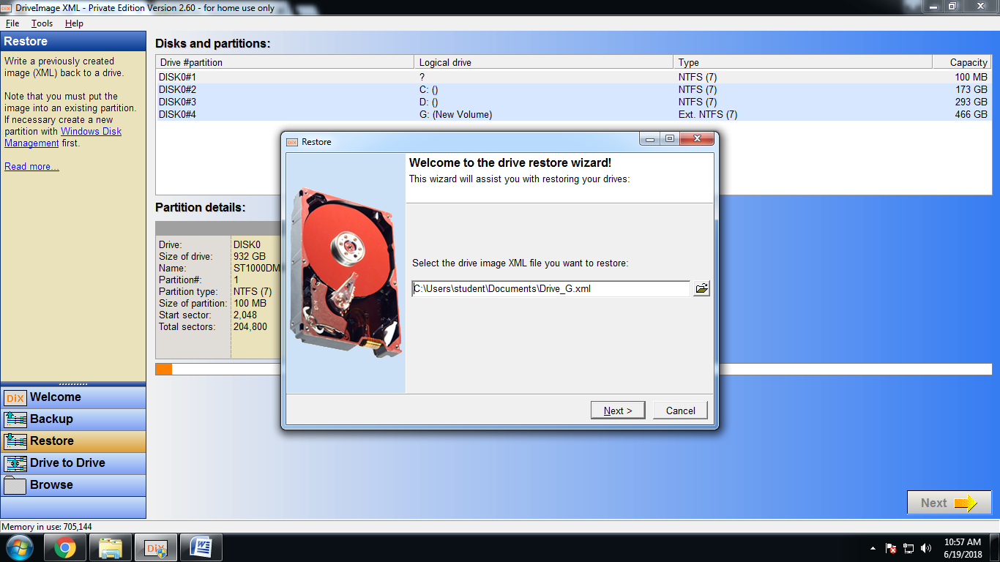 DriveImage XML - Private Edition Version 2.60 - for home use only
File Tools Help
Restore
Write a previously created
image (XML) back to a drive.
Note that you must put the
image into an existing partition.
If necessary create a new
partition with Windows Disk
Management first.
Read more...
DiX Welcome
Backup
Restore
Drive to Drive
Browse
Disks and partitions:
Drive #partition Logical drive Type Capacity
DISK0#1 ? NTFS (7) 100 MB
DISK0#2 C: () NTFS (7) 173 GB
DISK0#3 D: () NTFS (7) 293 GB
DISK0#4 G: (New Volume) Ext. NTFS (7) 466 GB
Partition details:
Drive: DISK0
Size of drive: 932 GB
Name: ST1000DM
Partition#: 1
Partition type: NTFS (7)
Size of partition: 100 MB
Start sector: 2,048
Total sectors: 204,800
DiX Restore
Welcome to the drive restore wizard!
This wizard will assist you with restoring your drives:
Select the drive image XML file you want to restore:
C:\Users\student\Documents\Drive_G.xml
Next > Cancel
Next
Memory in use: 705,144
DiX
W
10:57 AM
6/19/2018